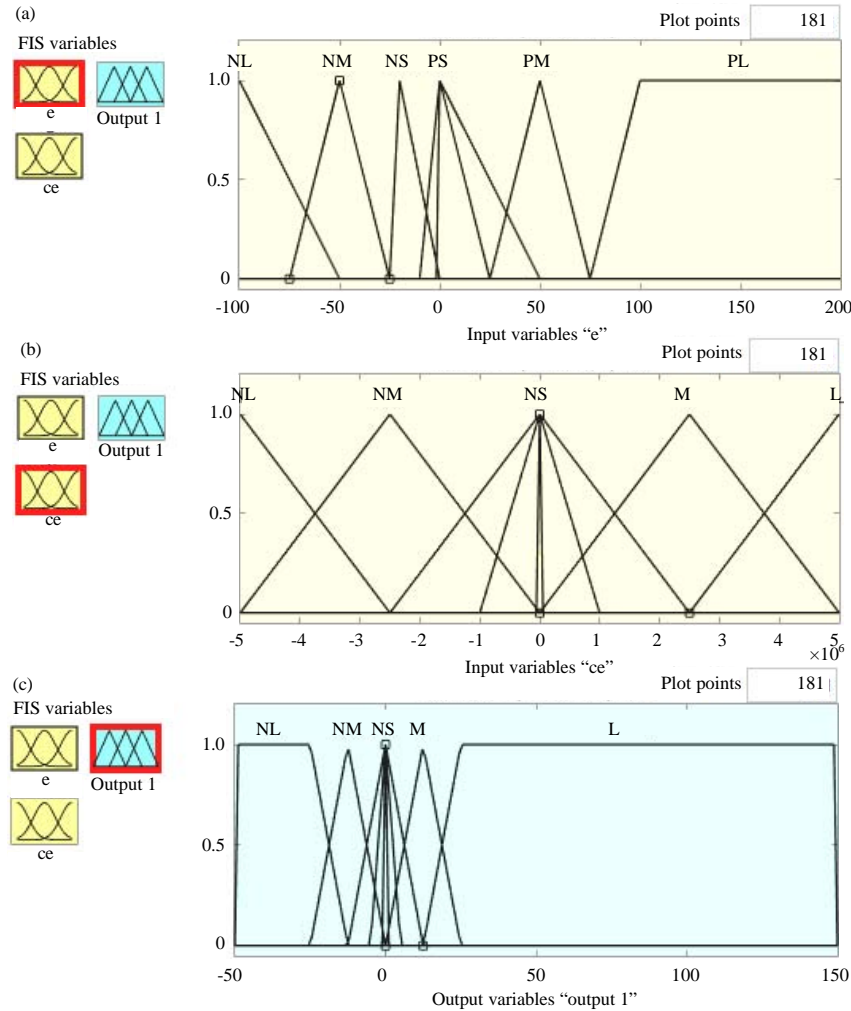 (a)
Plot points 181
FIS variables
e
Output 1
ce
NL NM NS PS PM PL
1.0
0.5
0
-100 -50 0 50 100 150 200
Input variables “e”
(b)
Plot points 181
FIS variables
e
Output 1
ce
NL NM NS M L
1.0
0.5
0
-5 -4 -3 -2 -1 0 1 2 3 4 5
×10⁶
Input variables “ce”
(c)
Plot points 181
FIS variables
e
Output 1
ce
NL NM NS M L
1.0
0.5
0
-50 0 50 100 150
Output variables “output 1”